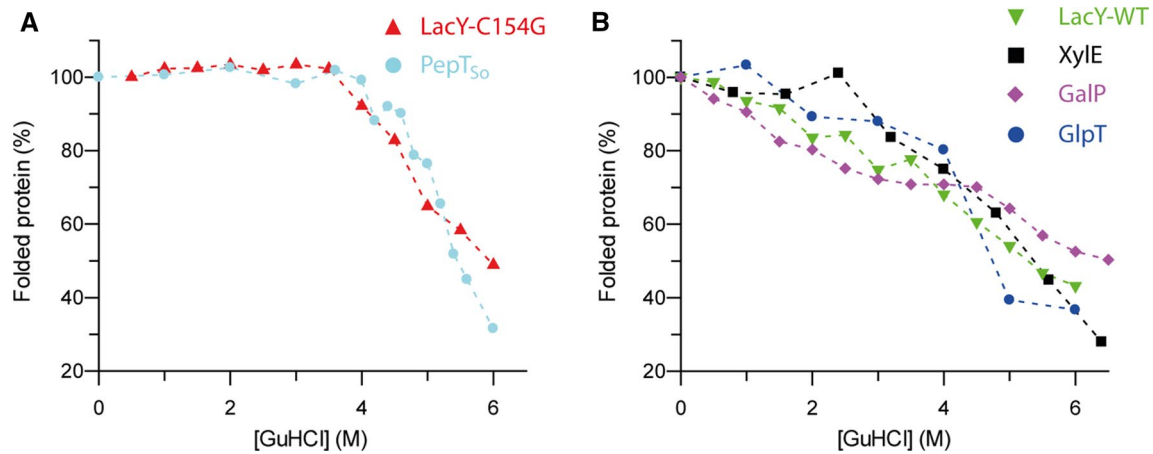 A
LacY-C154G
PepTSo
100
80
60
40
20
Folded protein (%)
0 2 4 6
[GuHCl] (M)
B
LacY-WT
XylE
GalP
GlpT
100
80
60
40
20
Folded protein (%)
0 2 4 6
[GuHCl] (M)